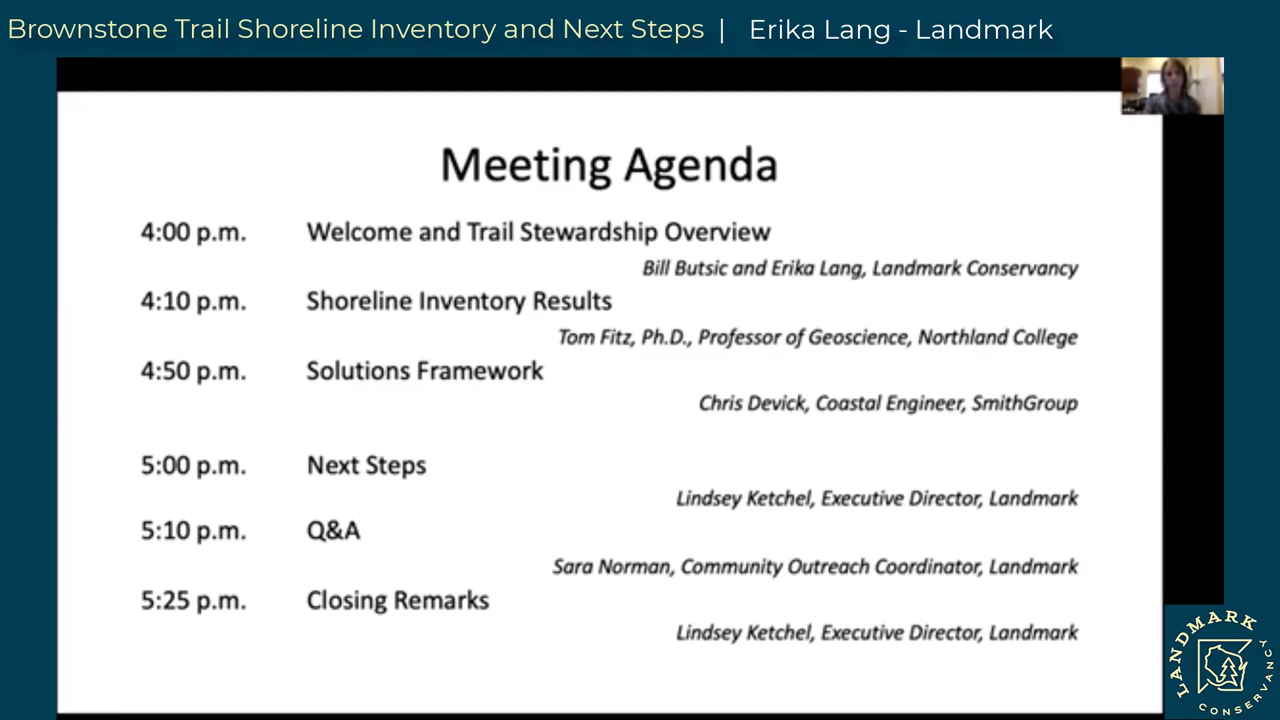 Brownstone Trail Shoreline Inventory and Next Steps | Erika Lang - Landmark
Meeting Agenda
4:00 p.m. Welcome and Trail Stewardship Overview
Bill Butsic and Erika Lang, Landmark Conservancy
4:10 p.m. Shoreline Inventory Results
Tom Fitz, Ph.D., Professor of Geoscience, Northland College
4:50 p.m. Solutions Framework
Chris Devick, Coastal Engineer, SmithGroup
5:00 p.m. Next Steps
Lindsey Ketchel, Executive Director, Landmark
5:10 p.m. Q&A
Sara Norman, Community Outreach Coordinator, Landmark
5:25 p.m. Closing Remarks
Lindsey Ketchel, Executive Director, Landmark
LANDMARK
CONSERVANCY